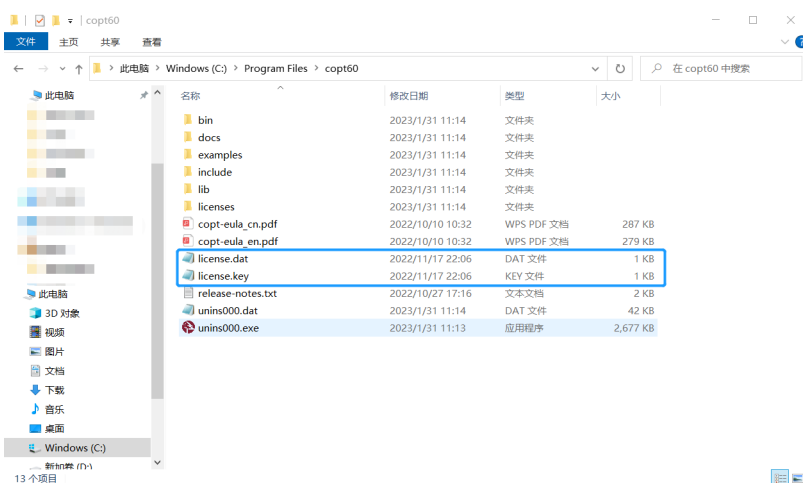 copt60
文件 主页 共享 查看
此电脑 > Windows (C:) > Program Files > copt60
在 copt60 中搜索
名称 修改日期 类型 大小
bin 2023/1/31 11:14 文件夹
docs 2023/1/31 11:14 文件夹
examples 2023/1/31 11:14 文件夹
include 2023/1/31 11:14 文件夹
lib 2023/1/31 11:14 文件夹
licenses 2023/1/31 11:14 文件夹
copt-eula_cn.pdf 2022/10/10 10:32 WPS PDF 文档 287 KB
copt-eula_en.pdf 2022/10/10 10:32 WPS PDF 文档 279 KB
license.dat 2022/11/17 22:06 DAT 文件 1 KB
license.key 2022/11/17 22:06 KEY 文件 1 KB
release-notes.txt 2022/10/27 17:16 文本文档 2 KB
unins000.dat 2023/1/31 11:14 DAT 文件 42 KB
unins000.exe 2023/1/31 11:13 应用程序 2,677 KB
此电脑
此电脑
3D 对象
视频
图片
文档
下载
音乐
桌面
Windows (C:)
新加卷 (D:)
13 个项目